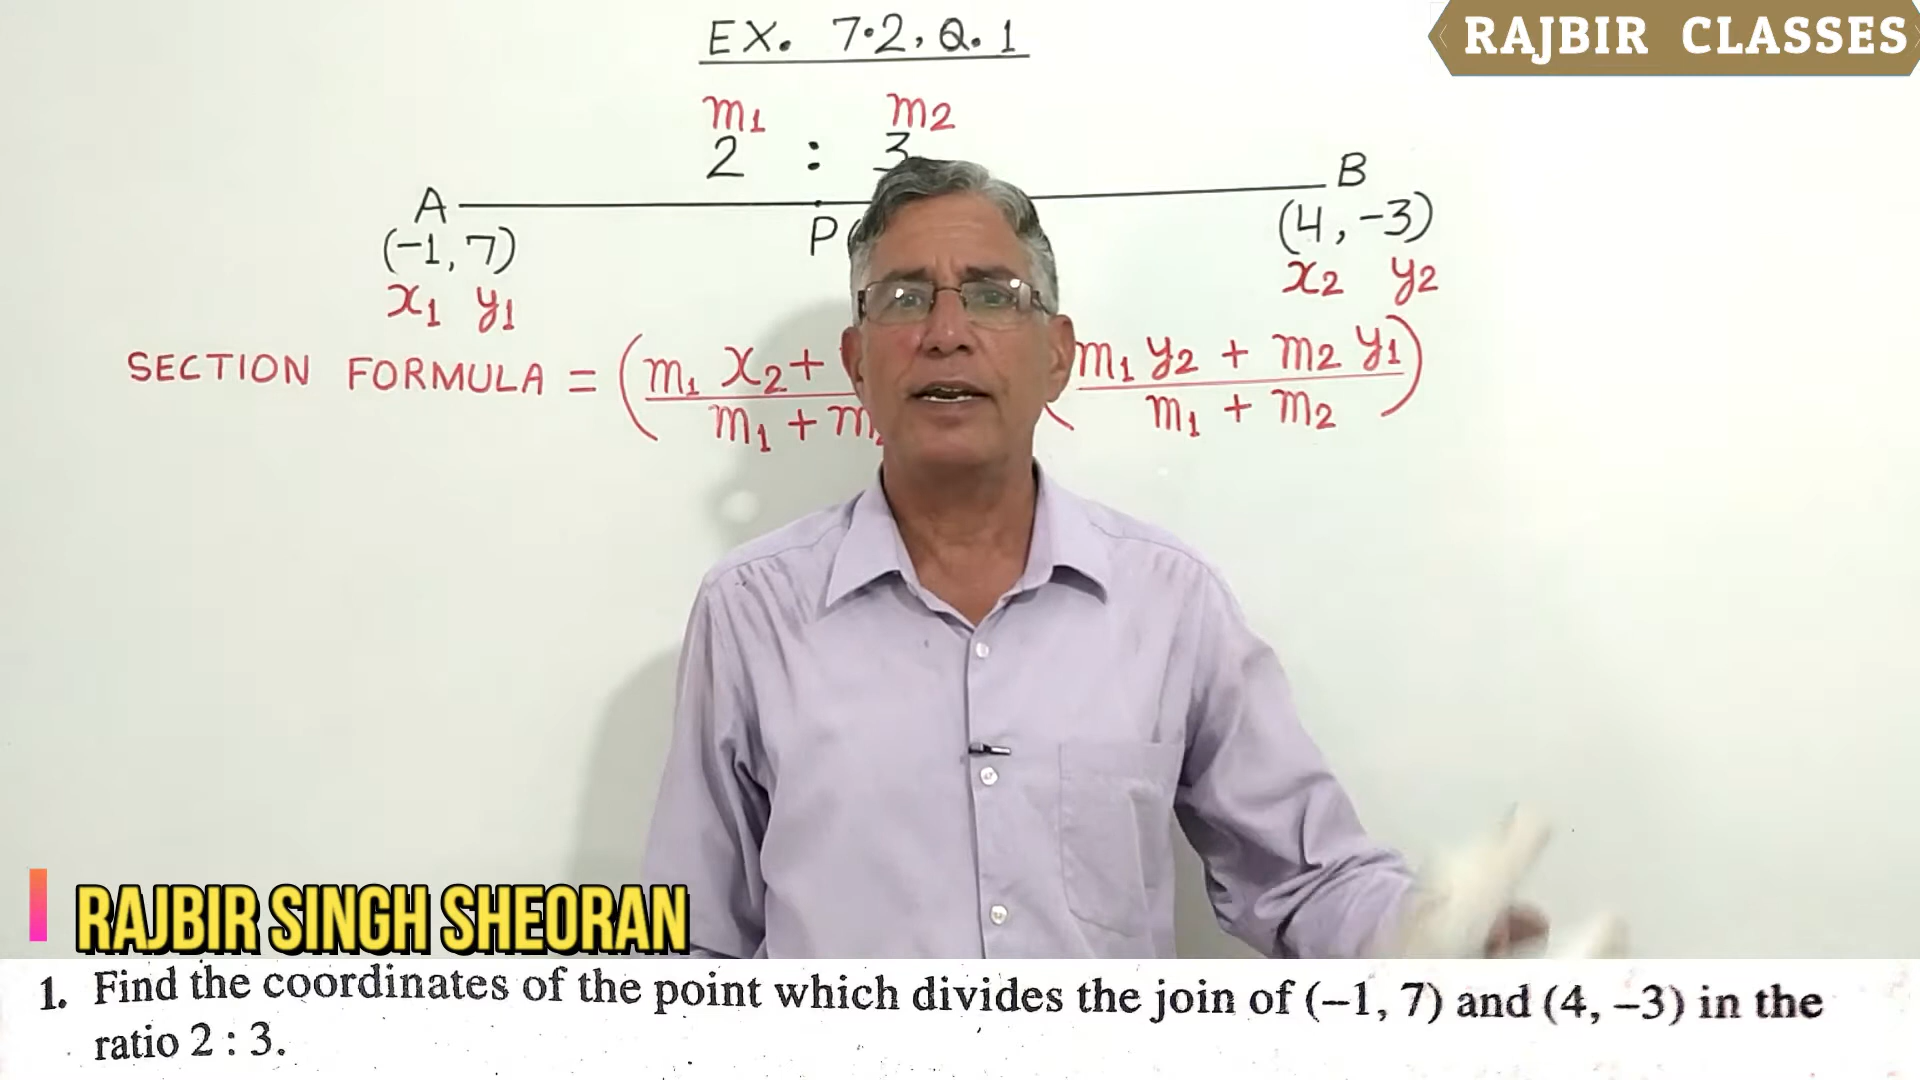 EX. 7.2, Q. 1
RAJBIR CLASSES
m1 m2
2 : 3
A B
P(
(-1, 7) (4, -3)
x1 y1 x2 y2
SECTION FORMULA = (m1 x2 + m1 y2 + m2 y1)
m1 + m m1 + m2
RAJBIR SINGH SHEORAN
1. Find the coordinates of the point which divides the join of (–1, 7) and (4, –3) in the
ratio 2 : 3.